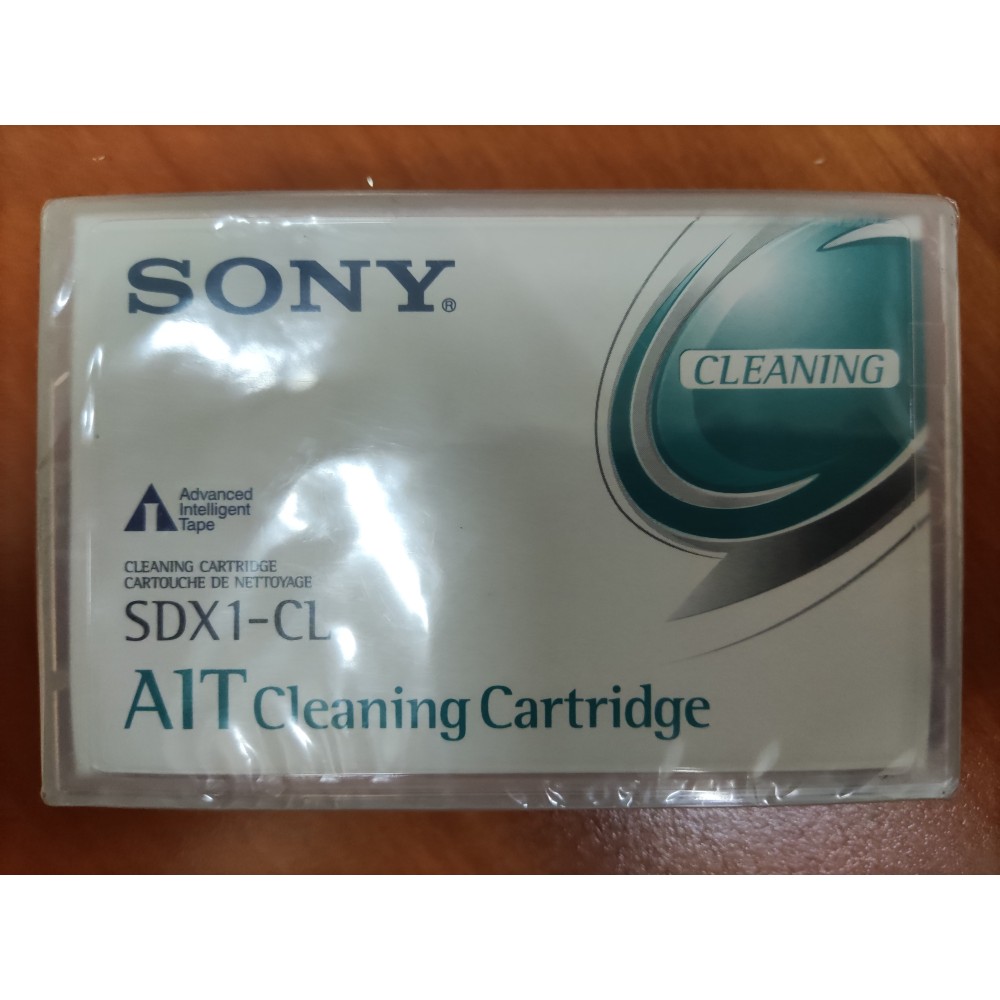 SONY®
CLEANING
Advanced
Intelligent
Tape
CLEANING CARTRIDGE
CARTOUCHE DE NETTOYAGE
SDX1-CL
AIT Cleaning Cartridge